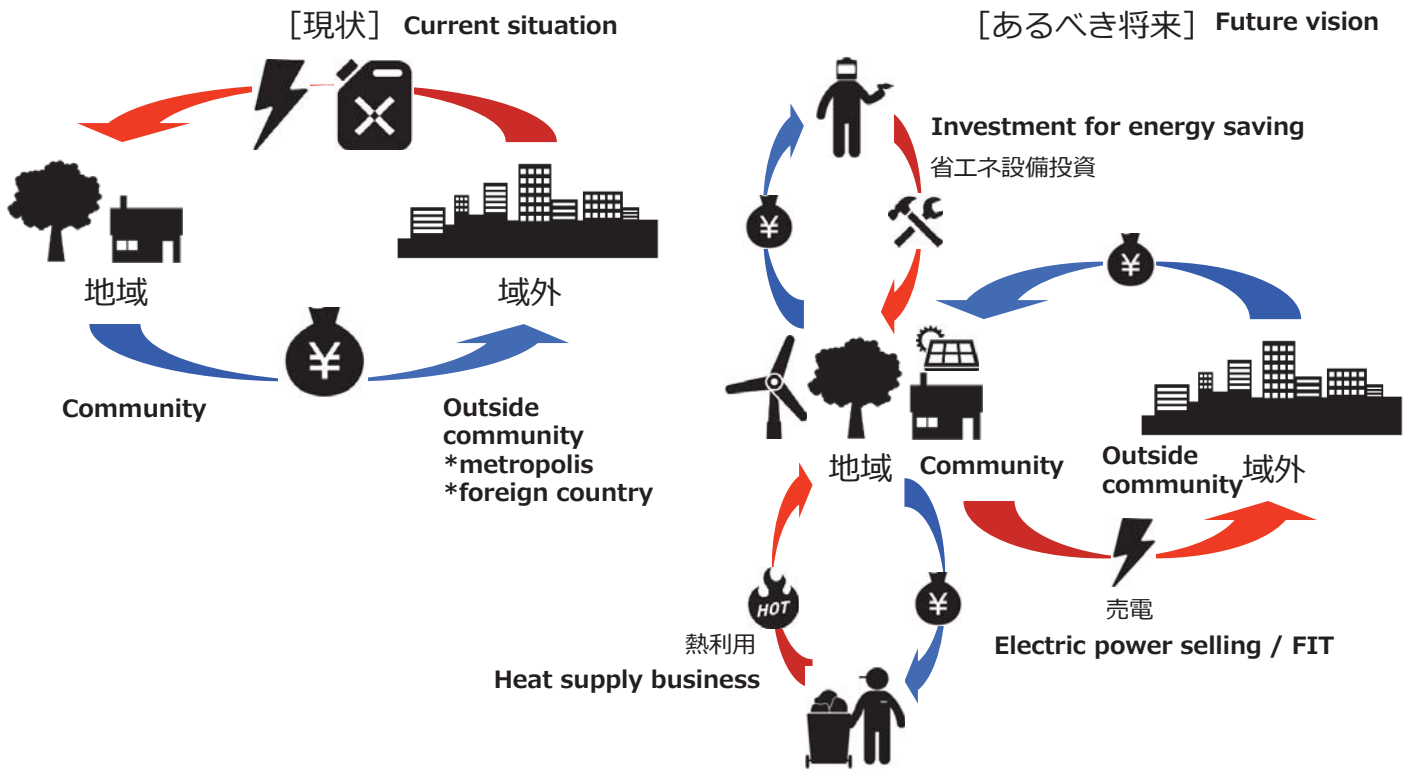 ［現状］ Current situation
地域
域外
¥
Community
Outside
community
*metropolis
*foreign country
［あるべき将来］ Future vision
Investment for energy saving
省エネ設備投資
¥
¥
地域 Community
Outside
community 域外
HOT
¥
熱利用
Heat supply business
売電
Electric power selling / FIT